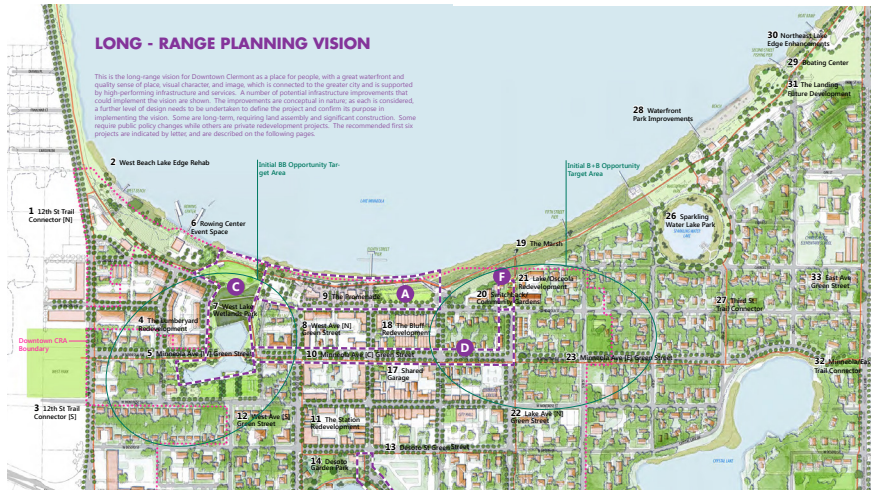 LONG - RANGE PLANNING VISION
This is the long-range vision for Downtown Clermont as a place for people, with a great waterfront and
quality sense of place, visual character, and image, which is connected to the greater city and is supported
by high-performing infrastructure and services. A number of potential infrastructure improvements that
could implement the vision are shown. The improvements are conceptual in nature; as each is considered,
a further level of design needs to be undertaken to define the project and confirm its purpose in
implementing the vision. Some are long-term, requiring land assembly and significant construction. Some
require public policy changes while others are private redevelopment projects. The recommended first six
projects are indicated by letter, and are described on the following pages.
30 Northeast Lake
Edge Enhancements
29 Boating Center
31 The Landing
Future Development
28 Waterfront
Park Improvements
2 West Beach Lake Edge Rehab
Initial BB Opportunity Tar-
get Area
Initial B+B Opportunity
Target Area
LAKE MINNEOLA
1 12th St Trail
Connector [N]
6 Rowing Center
Event Space
26 Sparkling
Water Lake Park
19 The Marsh
C
9 The Promenade
A
F
21 Lake/Osceola
Redevelopment
20 Switchback/
Community Gardens
33 East Ave
Green Street
7 West Lake
Wetlands Park
27 Third St
Trail Connector
4 The Lumberyard
Redevelopment
8 West Ave [N]
Green Street
18 The Bluff
Redevelopment
D
Downtown CRA
Boundary
5 Minneola Ave [W] Green Street
10 Minneola Ave [C] Green Street
23 Minneola Ave [E] Green Street
32 Minneola/East
Trail Connector
WEST PARK
17 Shared
Garage
3 12th St Trail
Connector [S]
12 West Ave [S]
Green Street
11 The Station
Redevelopment
22 Lake Ave [N]
Green Street
13 Desoto St Green Street
14 Desoto
Garden Park